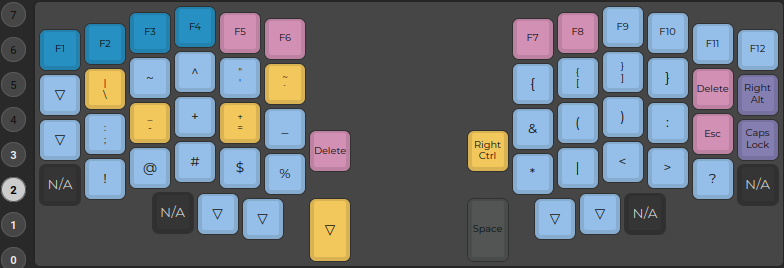 7
6
5
4
3
2
1
0
F1
F2
F3
F4
F5
F6
F7
F8
F9
F10
F11
F12
▽
|
\
~
^
"
'
~
`
{
{
[
}
]
}
Delete
Right
Alt
▽
:
;
_
-
+
+
=
_
&
(
)
:
Esc
Caps
Lock
N/A
!
@
#
$
%
Delete
Right
Ctrl
*
|
<
>
?
N/A
N/A
▽
▽
▽
Space
▽
▽
N/A